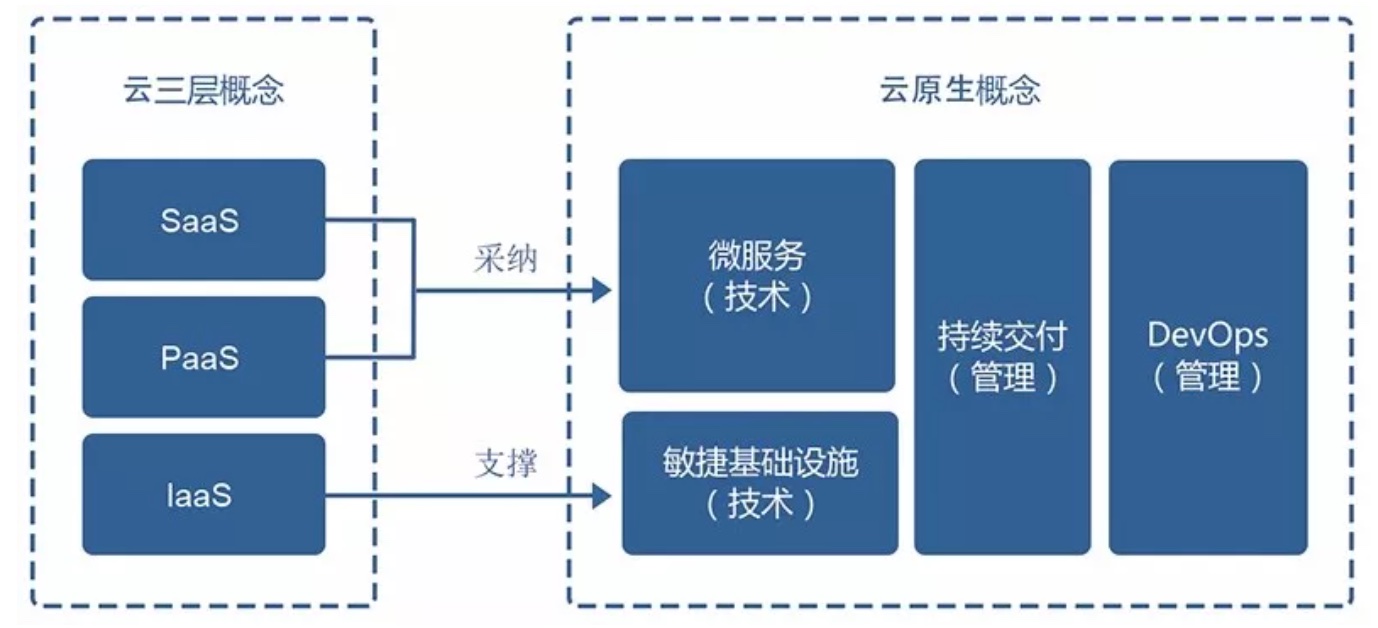 云三层概念
云原生概念
SaaS
PaaS
IaaS
采纳
支撑
微服务
（技术）
敏捷基础设施
（技术）
持续交付
（管理）
DevOps
（管理）